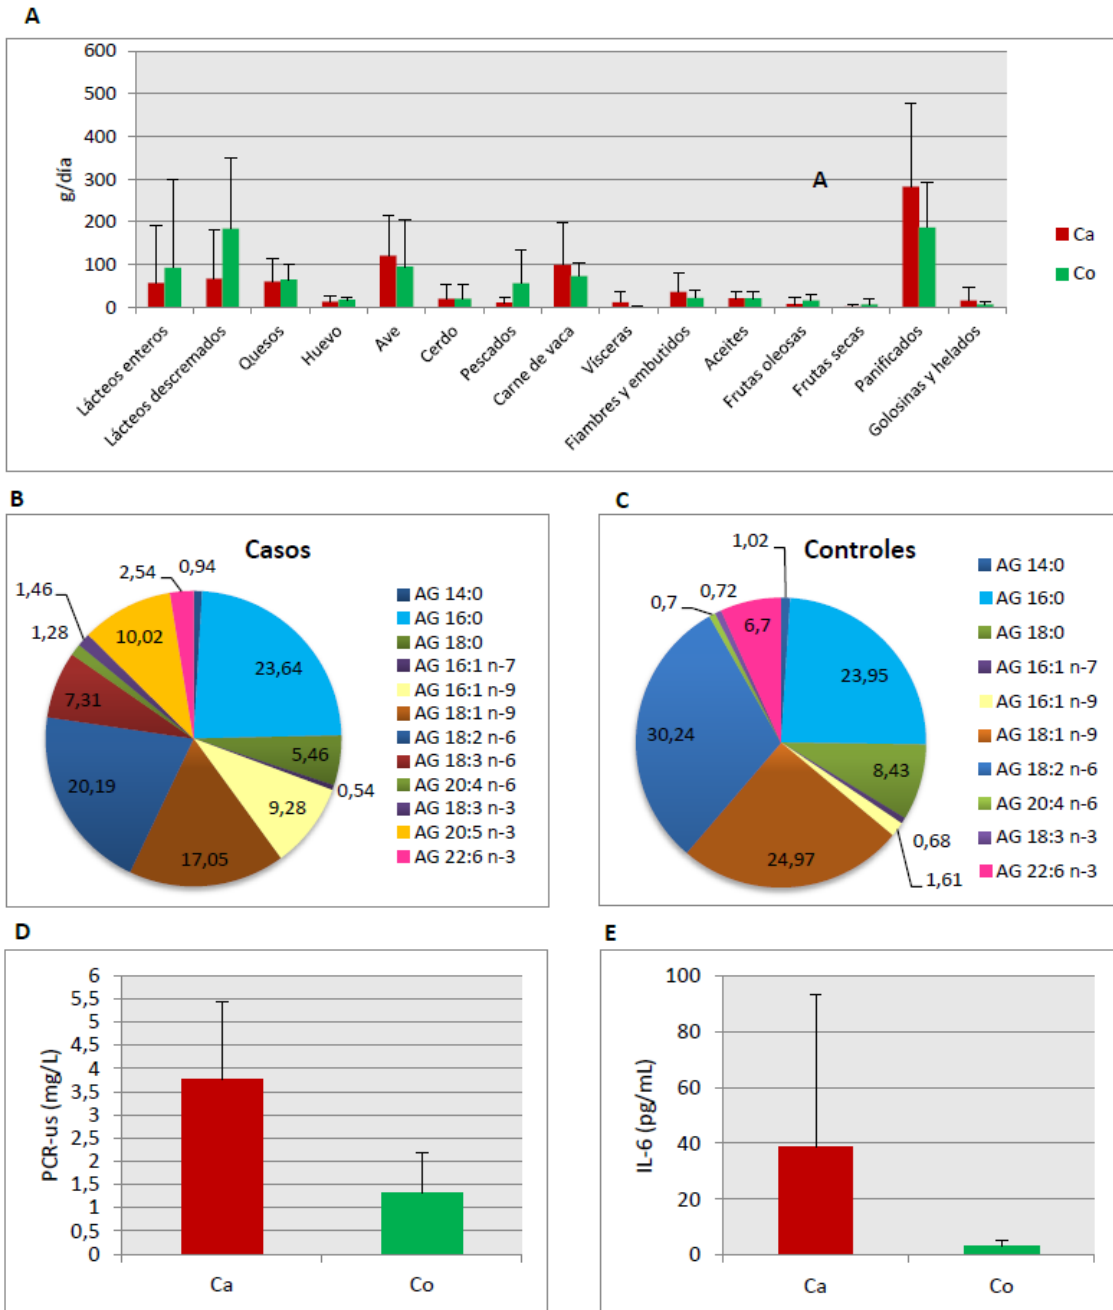 A
600
500
400
300
200
100
0
g/día
A
Ca
Co
Lácteos enteros
Lácteos descremados
Quesos
Huevo
Ave
Cerdo
Pescados
Carne de vaca
Vísceras
Fiambres y embutidos
Aceites
Frutas oleosas
Frutas secas
Panificados
Golosinas y helados
B
Casos
0,94
23,64
5,46
0,54
9,28
17,05
20,19
7,31
1,28
1,46
10,02
2,54
AG 14:0
AG 16:0
AG 18:0
AG 16:1 n-7
AG 16:1 n-9
AG 18:1 n-9
AG 18:2 n-6
AG 18:3 n-6
AG 20:4 n-6
AG 18:3 n-3
AG 20:5 n-3
AG 22:6 n-3
C
Controles
1,02
23,95
8,43
0,68
1,61
24,97
30,24
0,7
0,72
6,7
AG 14:0
AG 16:0
AG 18:0
AG 16:1 n-7
AG 16:1 n-9
AG 18:1 n-9
AG 18:2 n-6
AG 20:4 n-6
AG 18:3 n-3
AG 22:6 n-3
D
6
5,5
5
4,5
4
3,5
3
2,5
2
1,5
1
0,5
0
PCR-us (mg/L)
Ca
Co
E
100
80
60
40
20
0
IL-6 (pg/mL)
Ca
Co